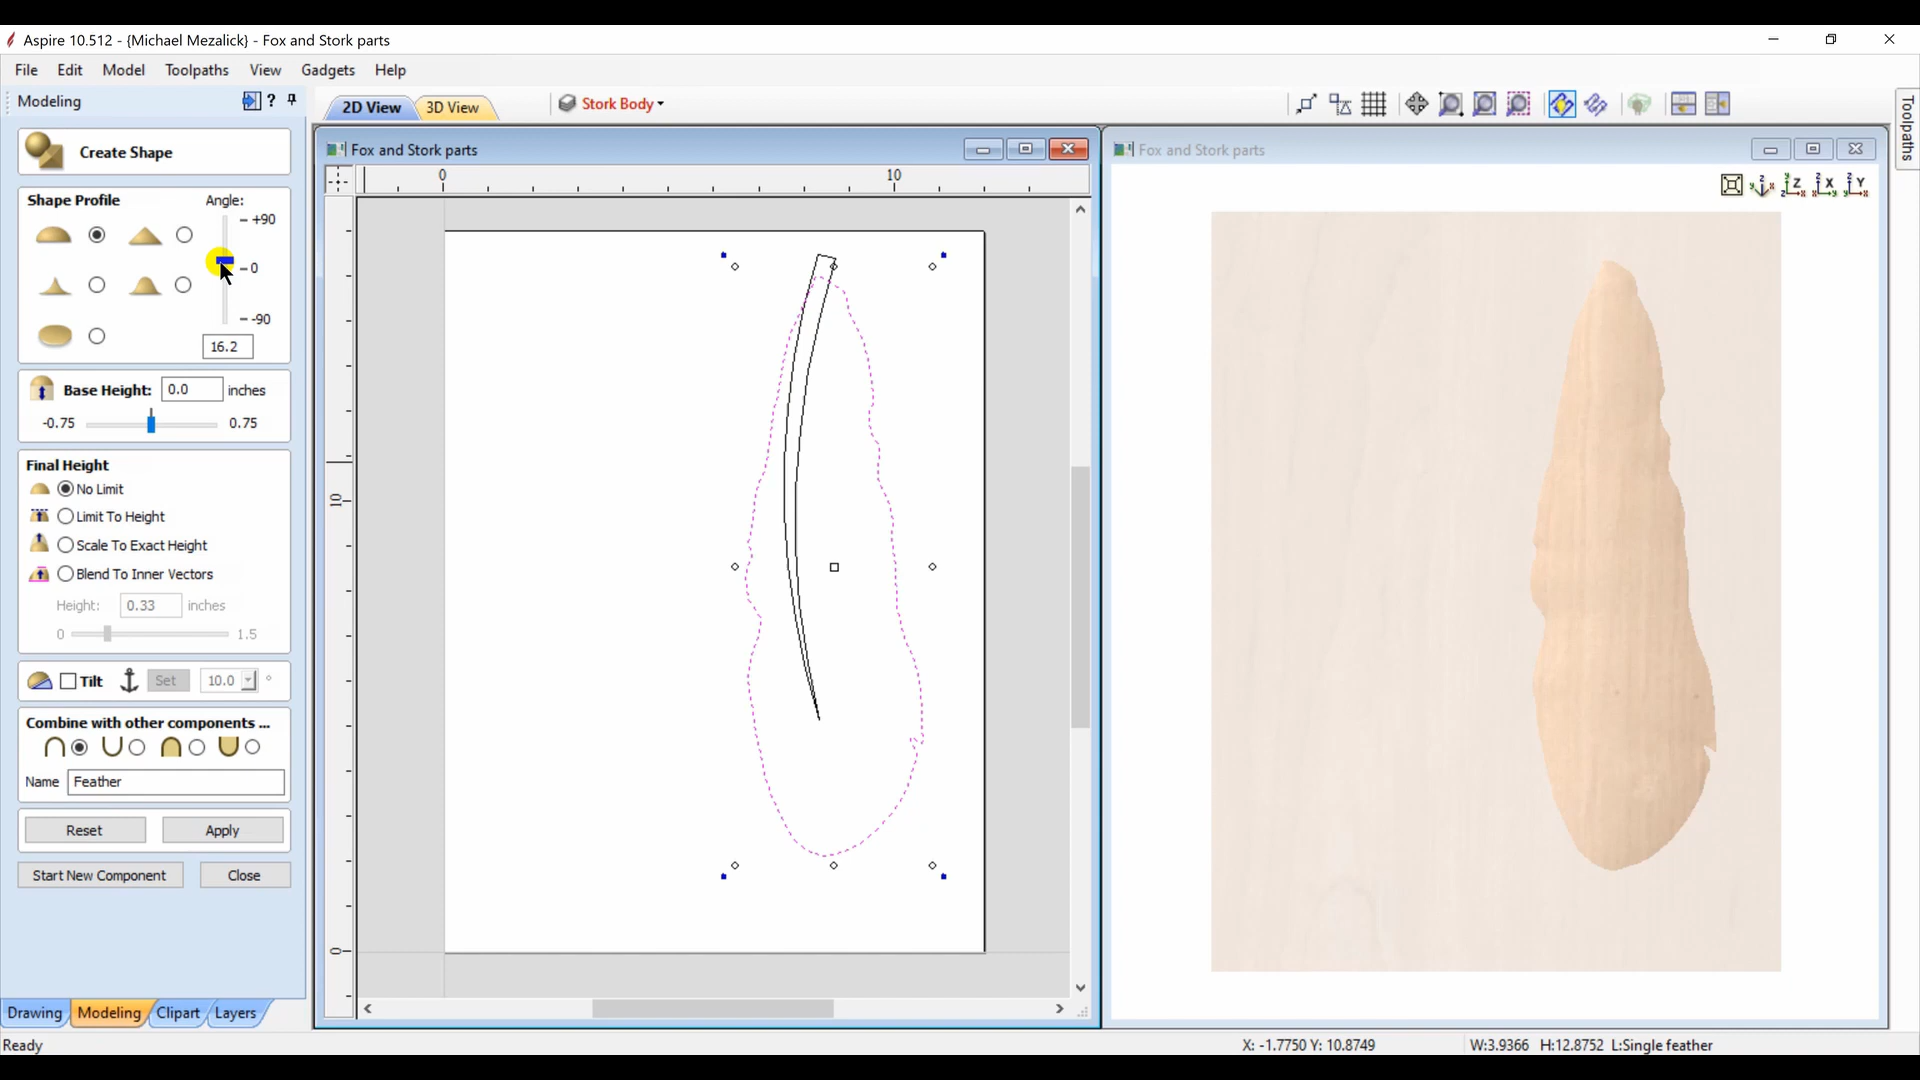 Aspire 10.512 - {Michael Mezalick} - Fox and Stork parts
File Edit Model Toolpaths View Gadgets Help
Modeling
?
2D View
3D View
Stork Body
Toolpaths
Create Shape
Fox and Stork parts
Fox and Stork parts
0
10
Z
X
Y
Shape Profile
Angle:
+90
0
-90
16.2
Base Height: 0.0 inches
-0.75 0.75
Final Height
No Limit
Limit To Height
Scale To Exact Height
Blend To Inner Vectors
Height: 0.33 inches
0 1.5
10
0
Tilt Set 10.0 °
Combine with other components ...
Name Feather
Reset Apply
Start New Component Close
Drawing Modeling Clipart Layers
Ready
X: -1.7750 Y: 10.8749
W:3.9366 H:12.8752 L:Single feather